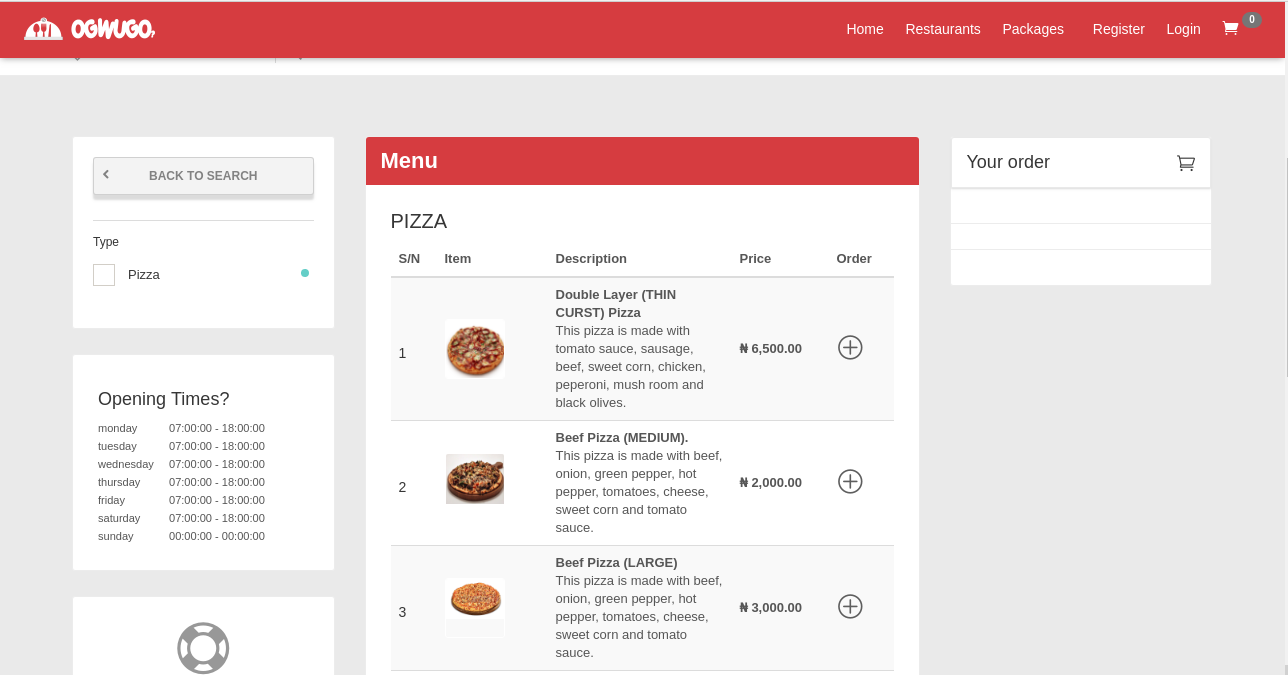 OGWUGO
Home Restaurants Packages Register Login 0
BACK TO SEARCH
Type
Pizza
Opening Times?
monday 07:00:00 - 18:00:00
tuesday 07:00:00 - 18:00:00
wednesday 07:00:00 - 18:00:00
thursday 07:00:00 - 18:00:00
friday 07:00:00 - 18:00:00
saturday 07:00:00 - 18:00:00
sunday 00:00:00 - 00:00:00
Menu
PIZZA
S/N Item Description Price Order
Double Layer (THIN
CURST) Pizza
This pizza is made with
tomato sauce, sausage,
1 ₦ 6,500.00
beef, sweet corn, chicken,
peperoni, mush room and
black olives.
Beef Pizza (MEDIUM).
This pizza is made with beef,
onion, green pepper, hot
2 ₦ 2,000.00
pepper, tomatoes, cheese,
sweet corn and tomato
sauce.
Beef Pizza (LARGE)
This pizza is made with beef,
onion, green pepper, hot
3 ₦ 3,000.00
pepper, tomatoes, cheese,
sweet corn and tomato
sauce.
Your order